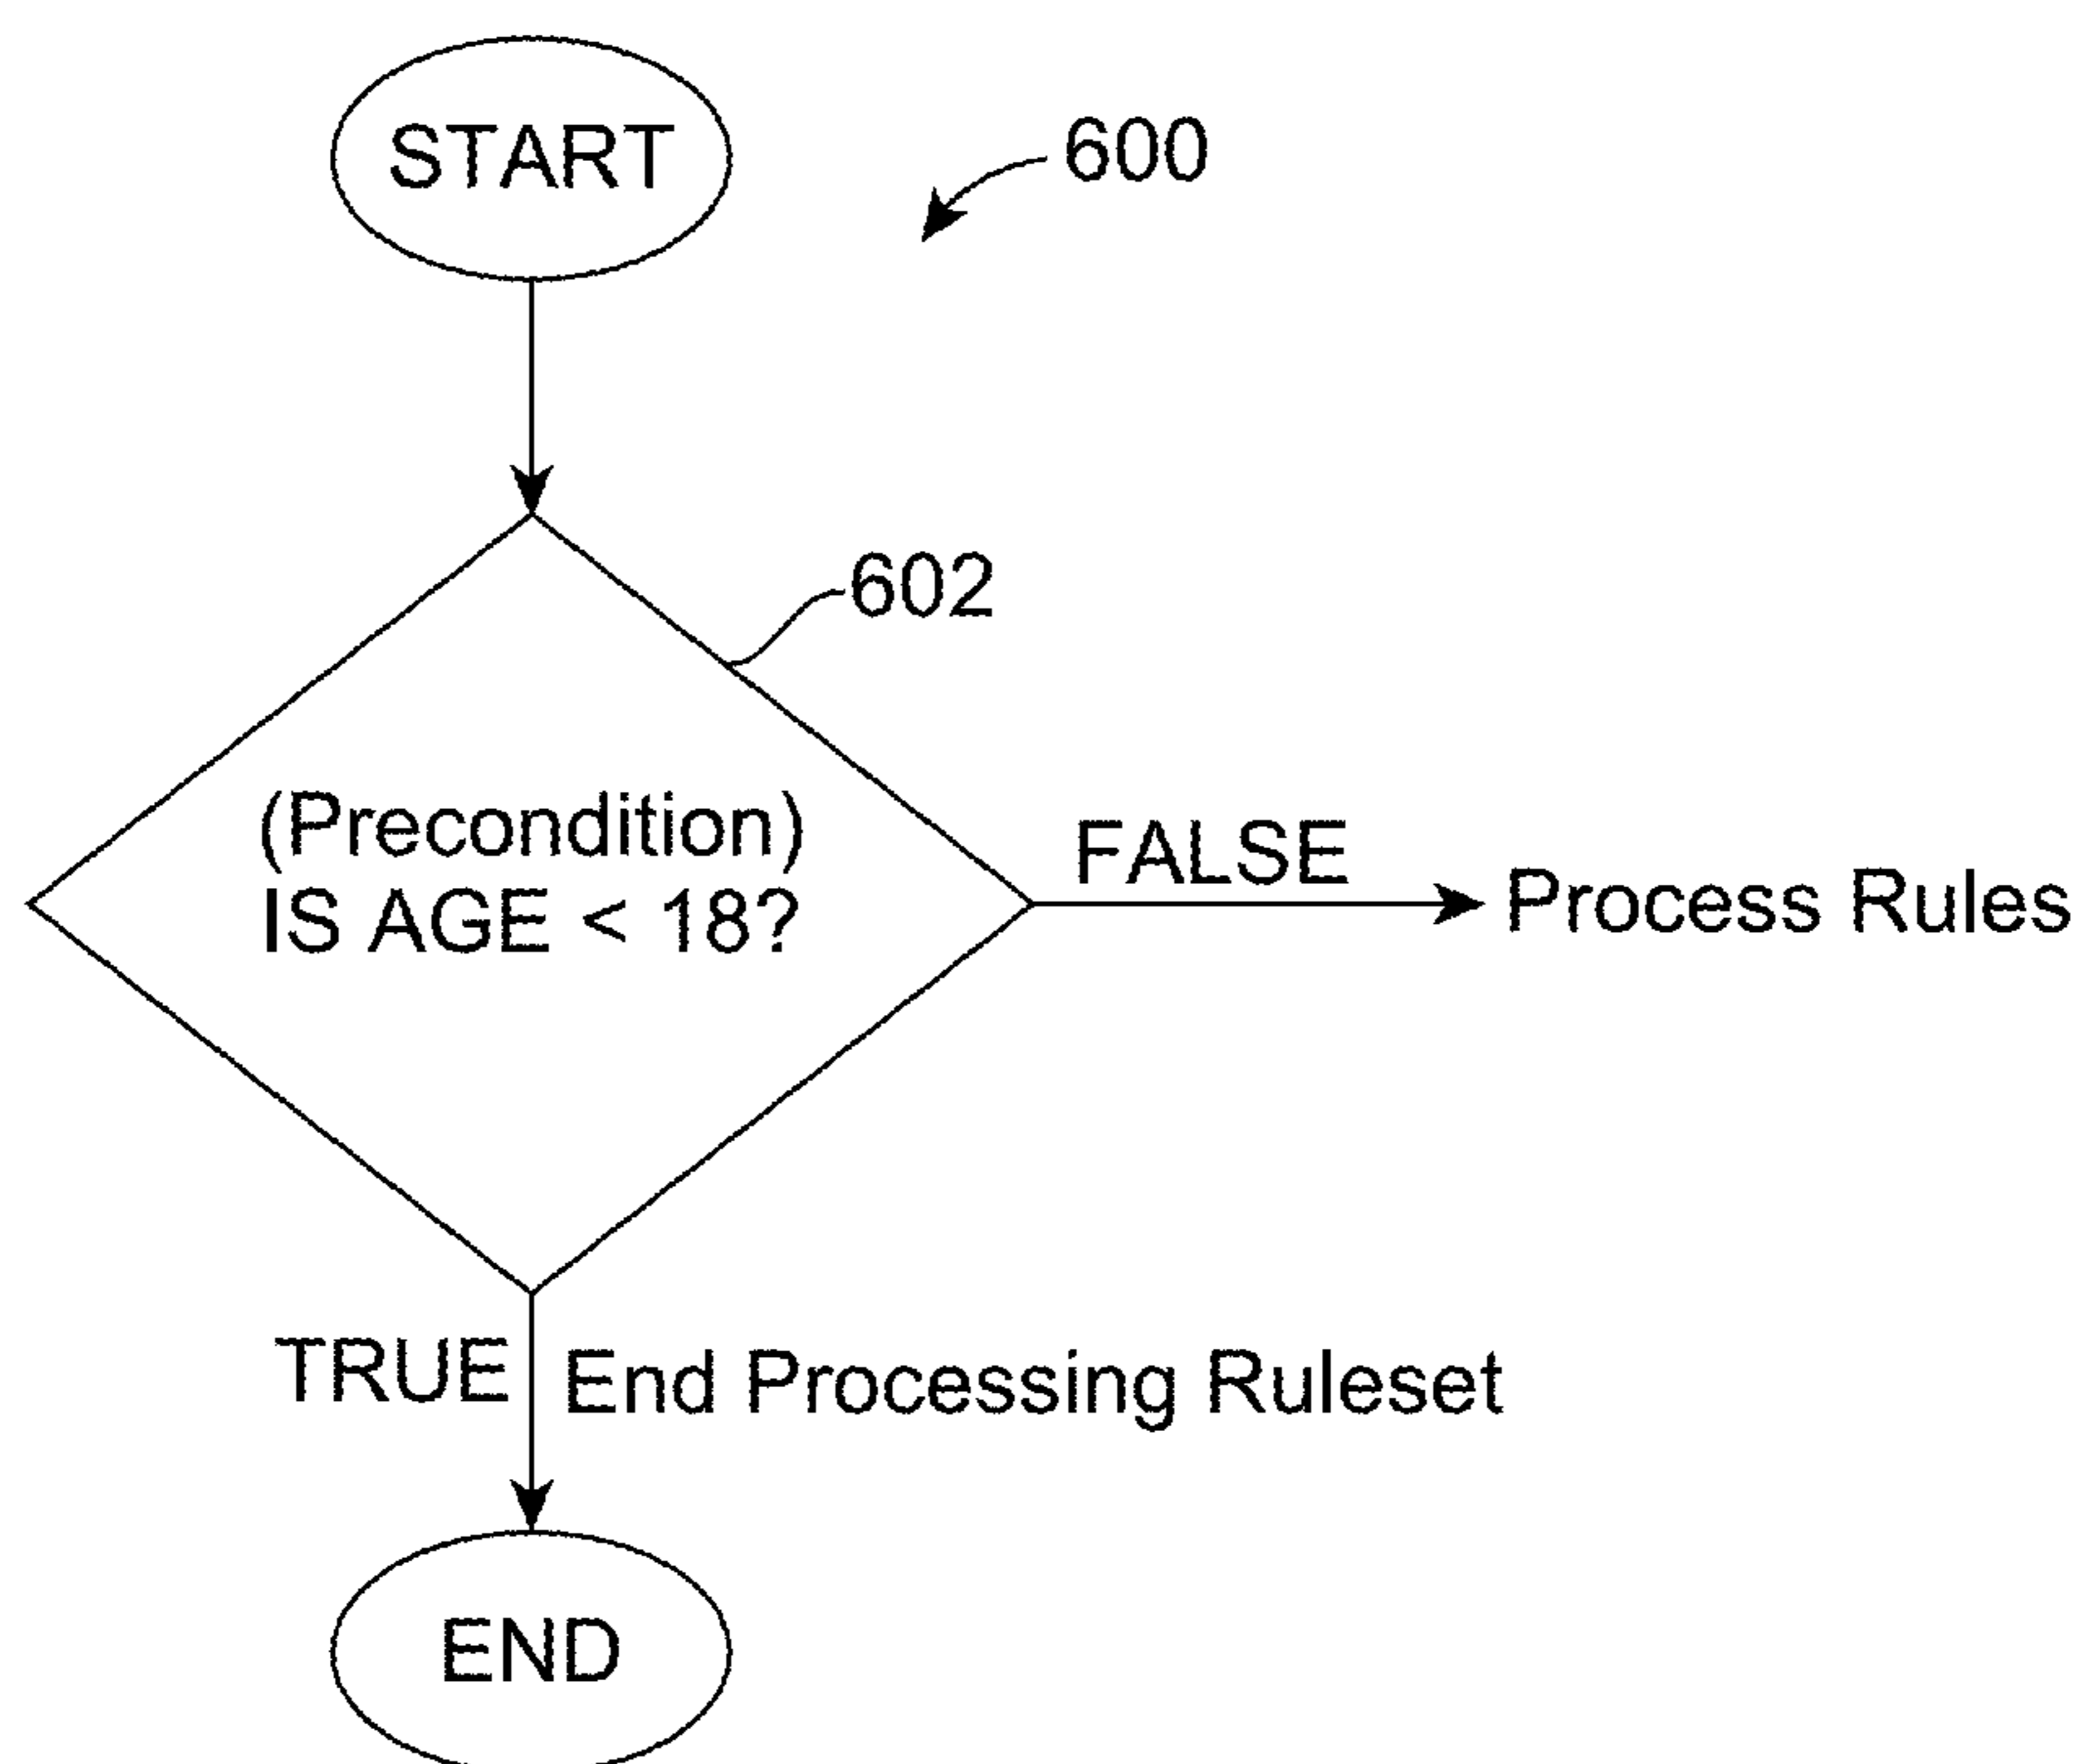 START
600
602
(Precondition)
IS AGE < 18?
FALSE
Process Rules
TRUE
End Processing Ruleset
END